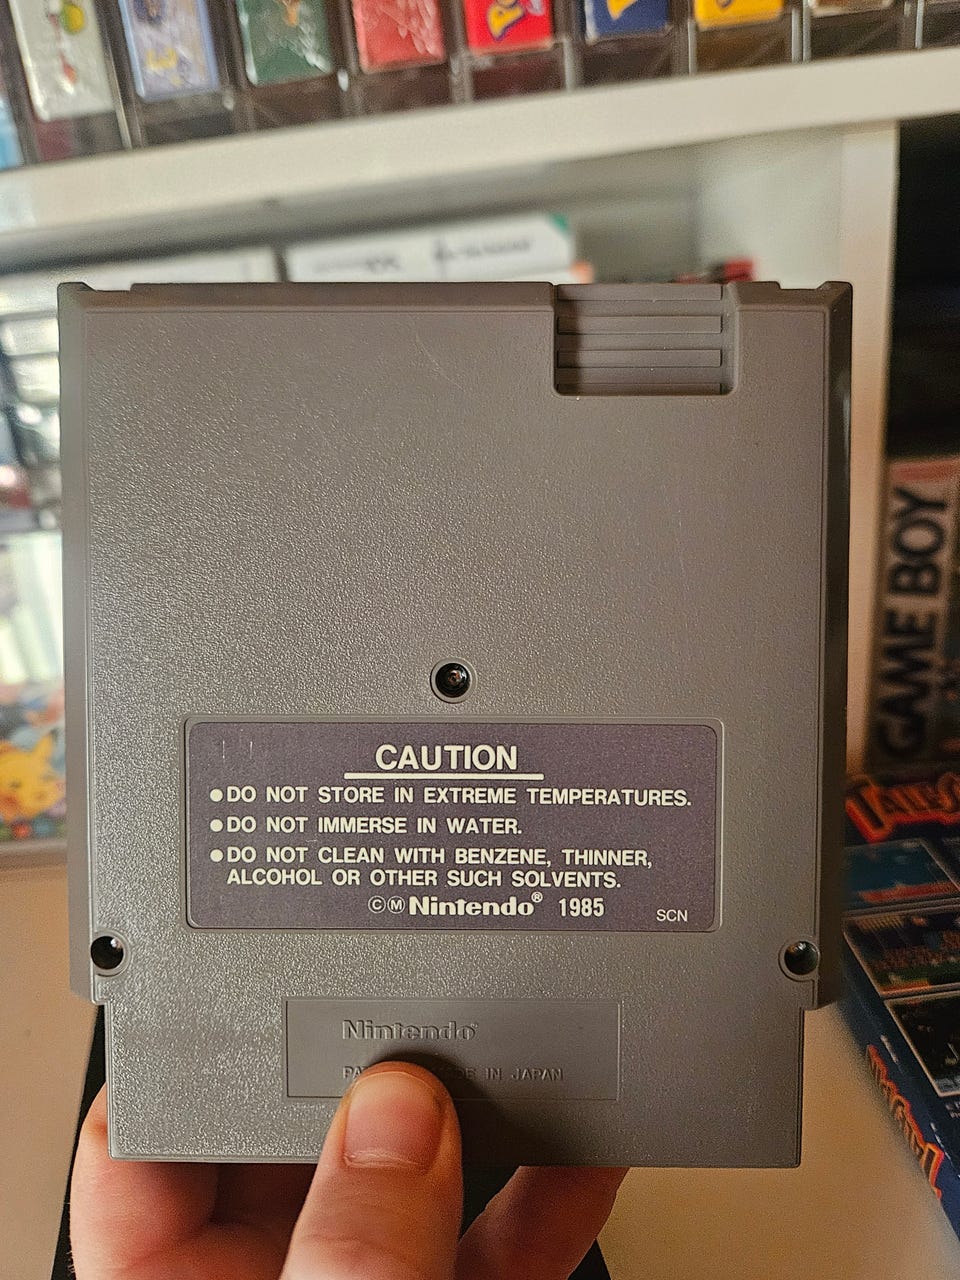 CAUTION
●DO NOT STORE IN EXTREME TEMPERATURES.
●DO NOT IMMERSE IN WATER.
●DO NOT CLEAN WITH BENZENE, THINNER,
ALCOHOL OR OTHER SUCH SOLVENTS.
ⒸⓂNintendo® 1985
SCN
Nintendo®
IN JAPAN
GAME BOY